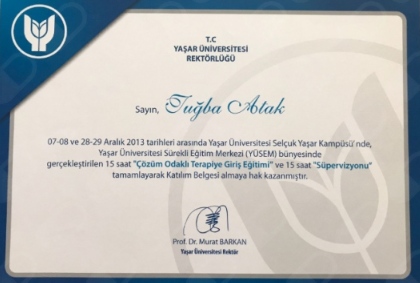 T.C
YAŞAR ÜNİVERSİTESİ
REKTÖRLÜĞÜ
Sayın, Tuğba Atak
07-08 ve 28-29 Aralık 2013 tarihleri arasında Yaşar Üniversitesi Selçuk Yaşar Kampüsü'nde,
Yaşar Üniversitesi Sürekli Eğitim Merkezi (YÜSEM) bünyesinde
gerçekleştirilen 15 saat "Çözüm Odaklı Terapiye Giriş Eğitimi" ve 15 saat "Süpervizyonu"
tamamlayarak Katılım Belgesi almaya hak kazanmıştır.
Prof. Dr. Murat BARKAN
Yaşar Üniversitesi Rektör